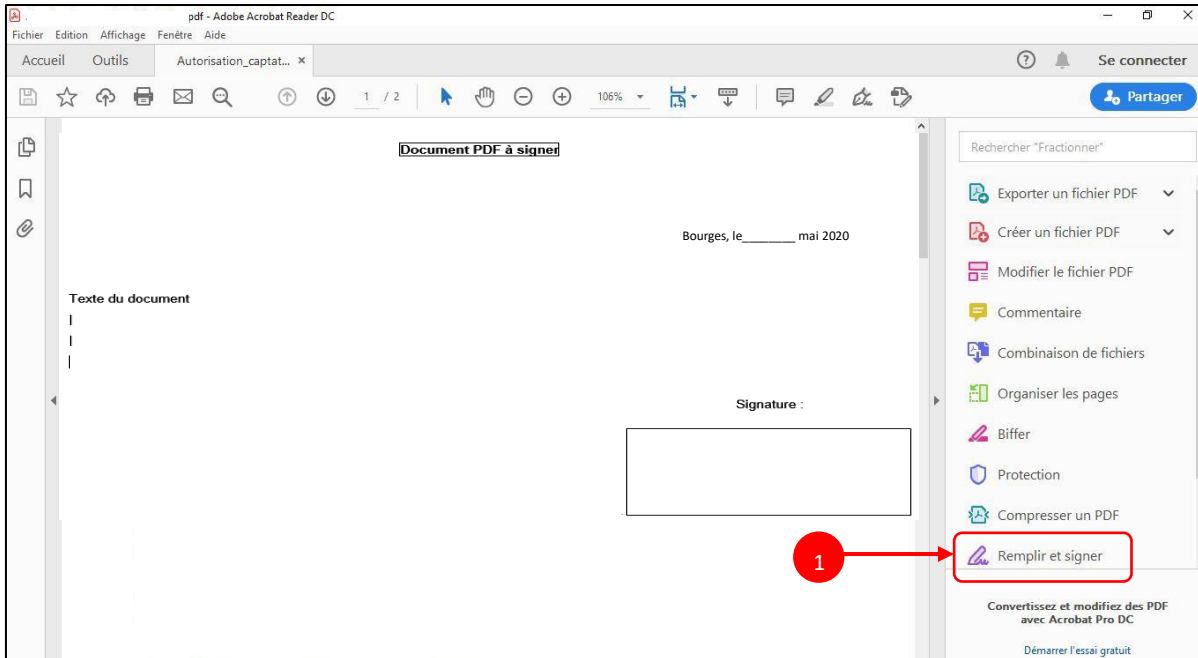 pdf - Adobe Acrobat Reader DC
Fichier Edition Affichage Fenêtre Aide
Accueil Outils Autorisation_captat... × Se connecter
1 / 2 106% Partager
Document PDF à signer
Bourges, le________ mai 2020
Texte du document
Signature :
Rechercher "Fractionner"
Exporter un fichier PDF
Créer un fichier PDF
Modifier le fichier PDF
Commentaire
Combinaison de fichiers
Organiser les pages
Biffer
Protection
Compresser un PDF
1
Remplir et signer
Convertissez et modifiez des PDF
avec Acrobat Pro DC
Démarrer l'essai gratuit